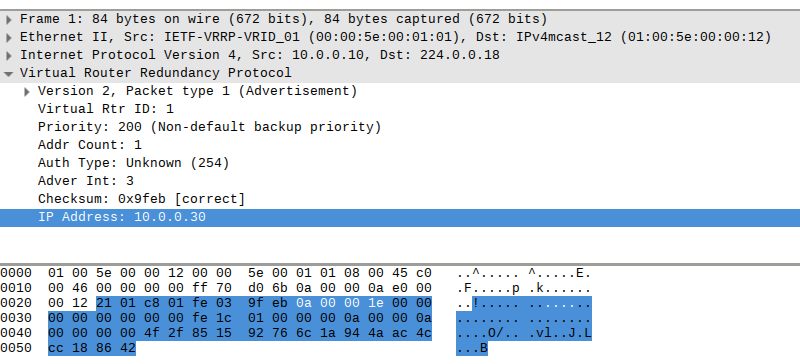 Frame 1: 84 bytes on wire (672 bits), 84 bytes captured (672 bits)
Ethernet II, Src: IETF-VRRP-VRID_01 (00:00:5e:00:01:01), Dst: IPv4mcast_12 (01:00:5e:00:00:12)
Internet Protocol Version 4, Src: 10.0.0.10, Dst: 224.0.0.18
Virtual Router Redundancy Protocol
Version 2, Packet type 1 (Advertisement)
Virtual Rtr ID: 1
Priority: 200 (Non-default backup priority)
Addr Count: 1
Auth Type: Unknown (254)
Adver Int: 3
Checksum: 0x9feb [correct]
IP Address: 10.0.0.30
0000 01 00 5e 00 00 12 00 00 5e 00 01 01 08 00 45 c0 ..^..... ^.....E.
0010 00 46 00 00 00 00 ff 70 d0 6b 0a 00 00 0a e0 00 .F.....p .k......
0020 00 12 21 01 c8 01 fe 03 9f eb 0a 00 00 1e 00 00 ..!..... ........
0030 00 00 00 00 00 00 fe 1c 01 00 00 00 0a 00 00 0a ........ ........
0040 00 00 00 00 4f 2f 85 15 92 76 6c 1a 94 4a ac 4c ....O/.. .vl..J.L
0050 cc 18 86 42 ...B